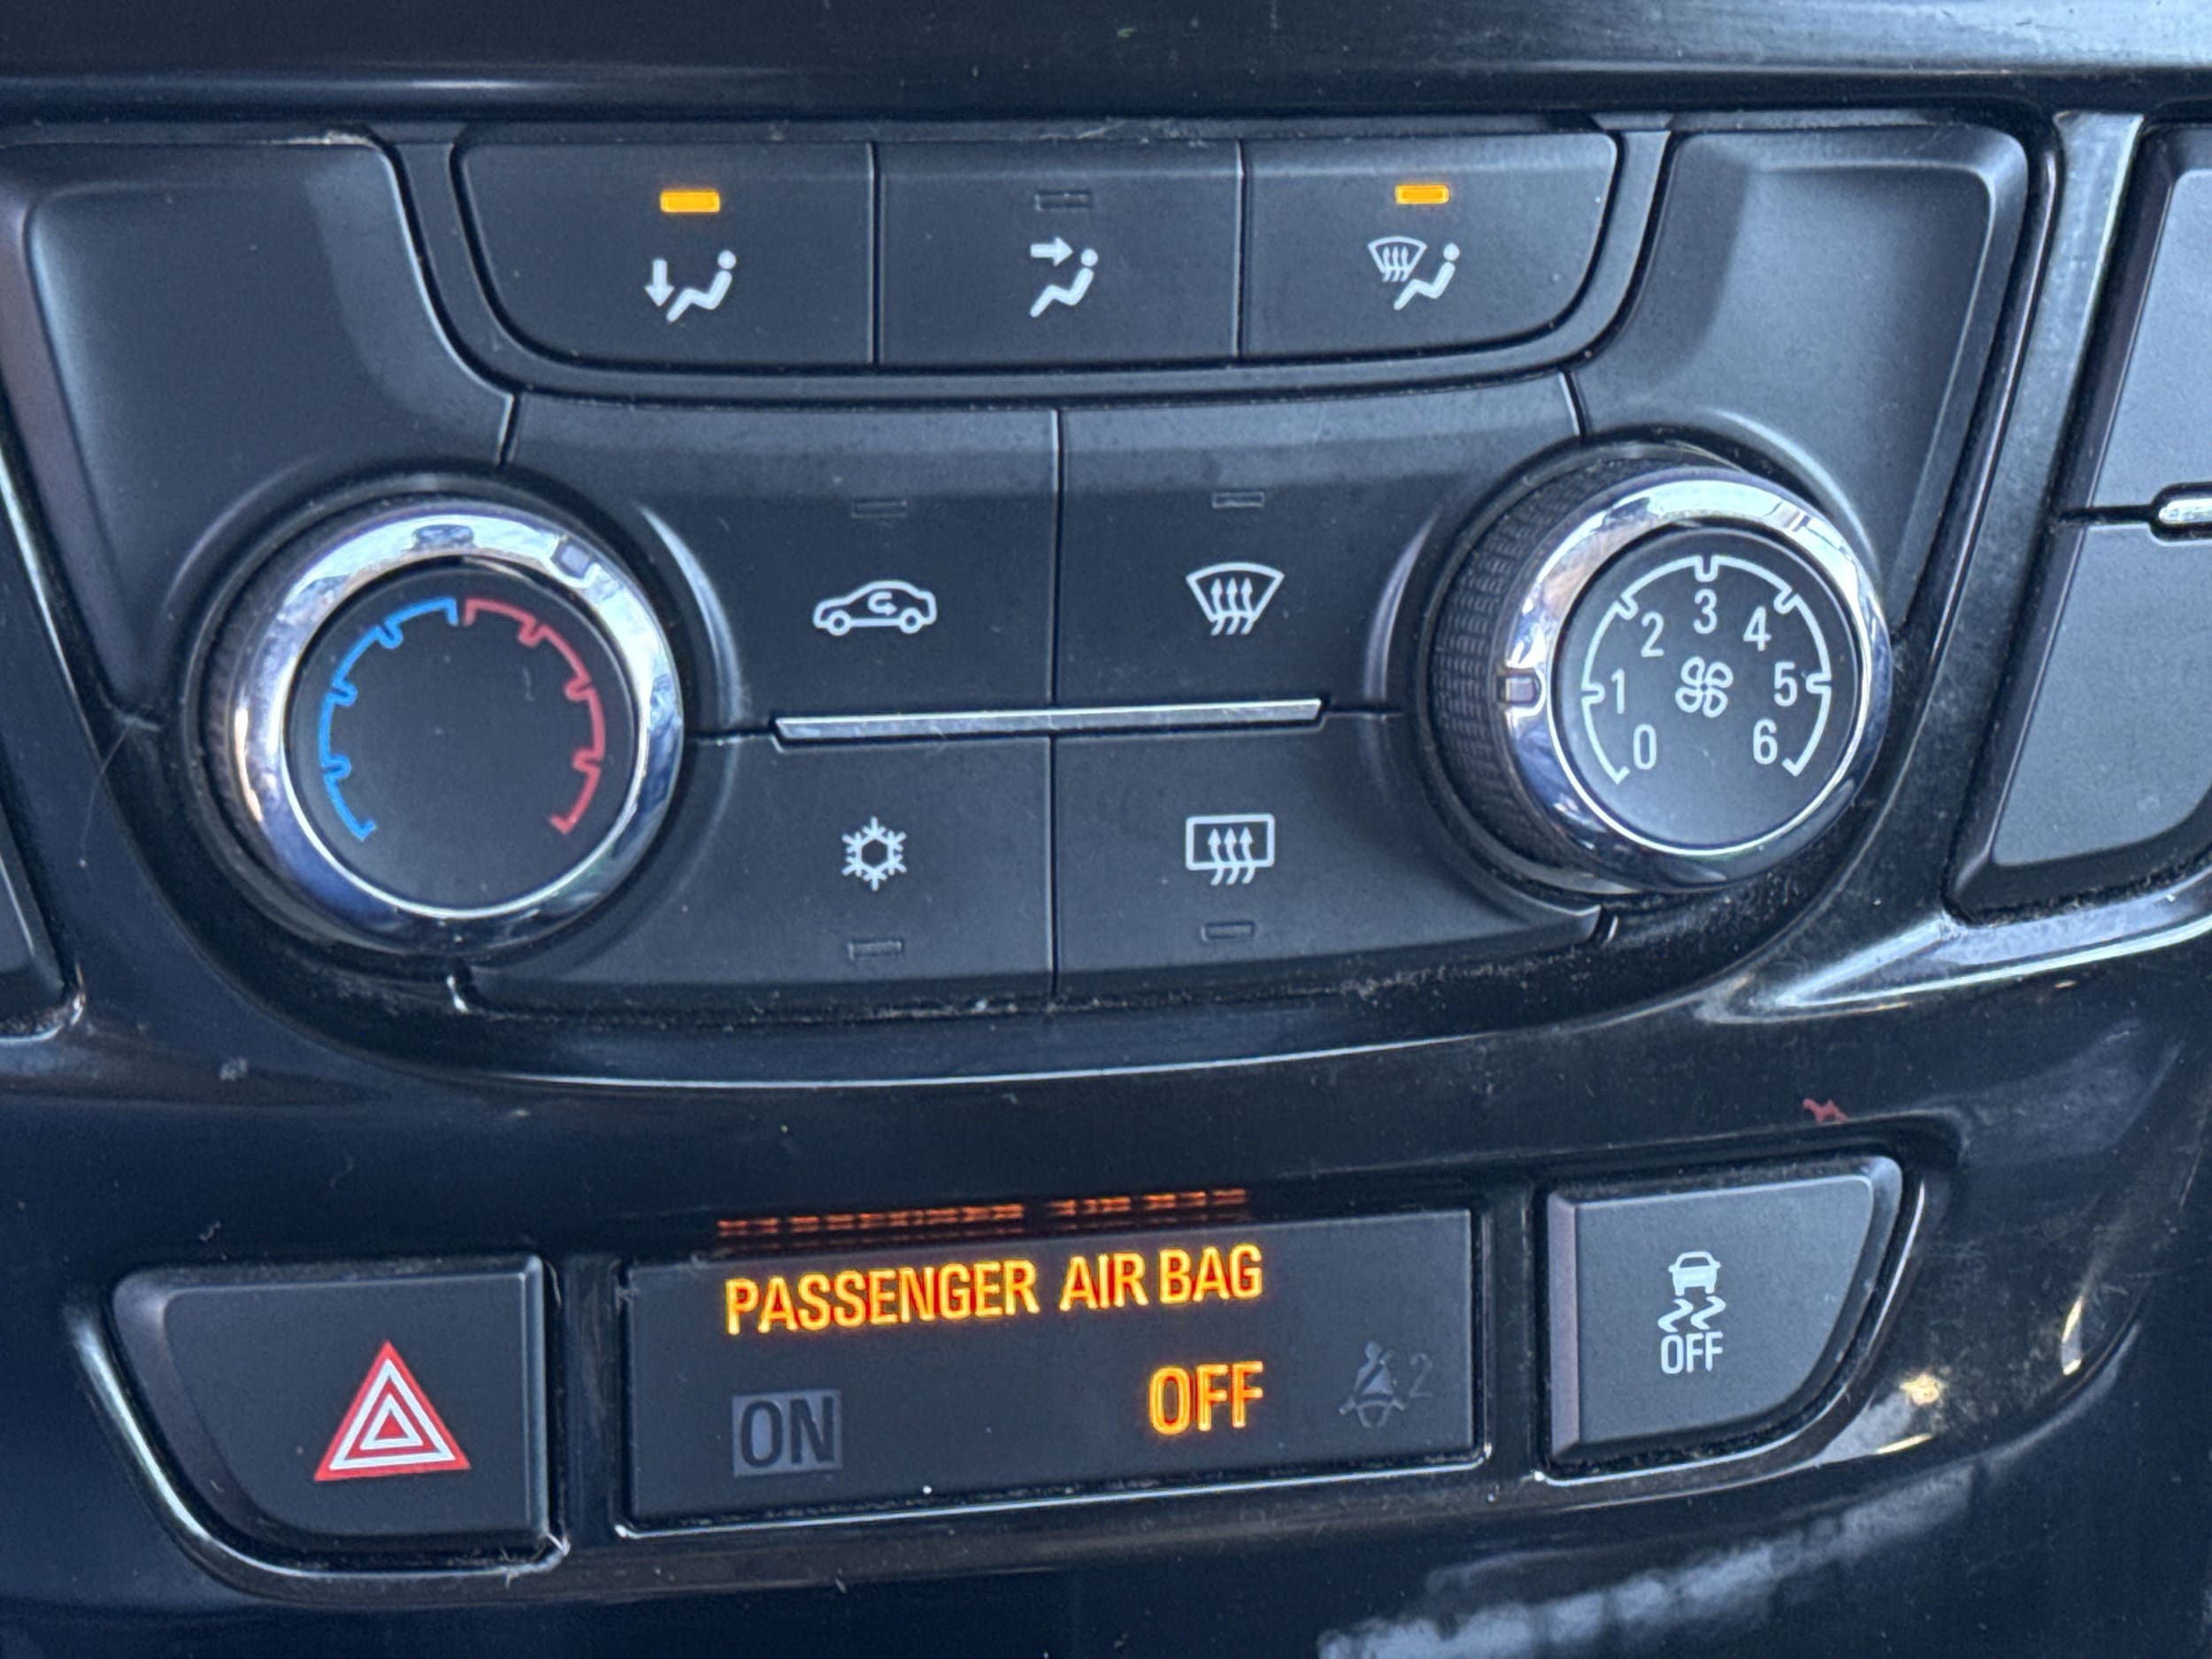 3
2 4
1 5
0 6
PASSENGER AIR BAG
ON OFF 2
OFF